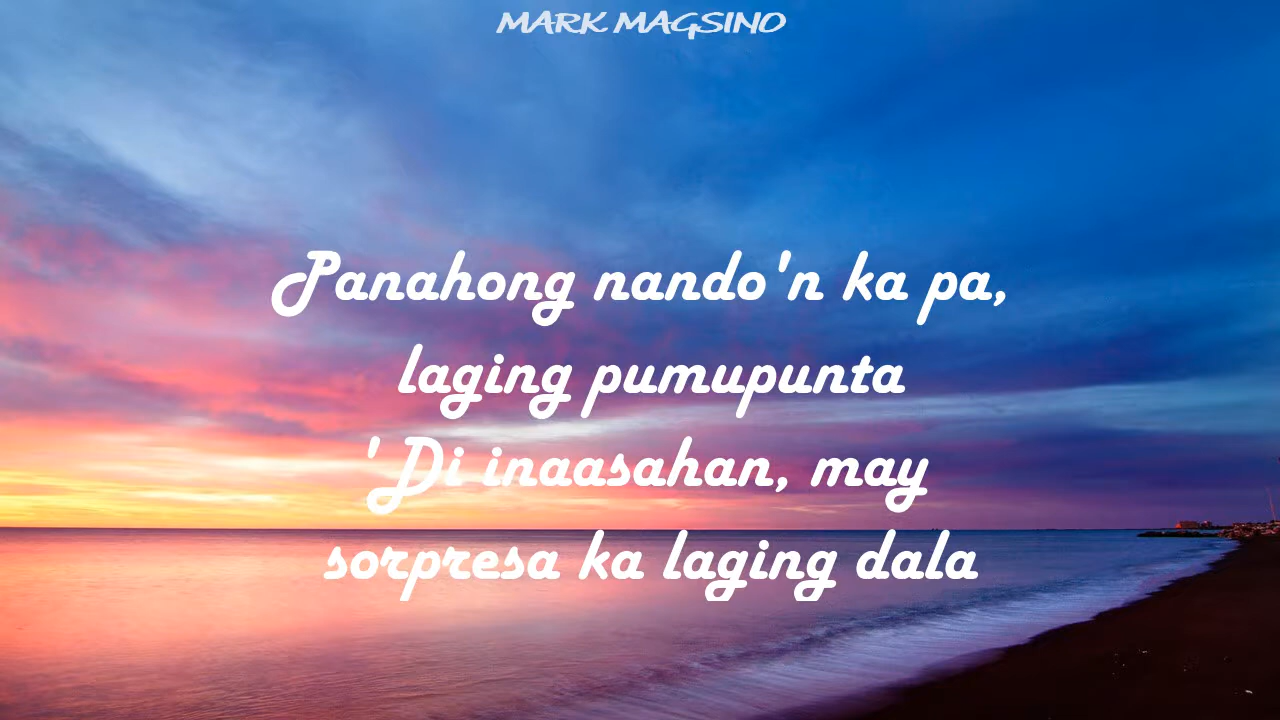 MARK MAGSINO
Panahong nando'n ka pa,
laging pumupunta
'Di inaasahan, may
sorpresa ka laging dala